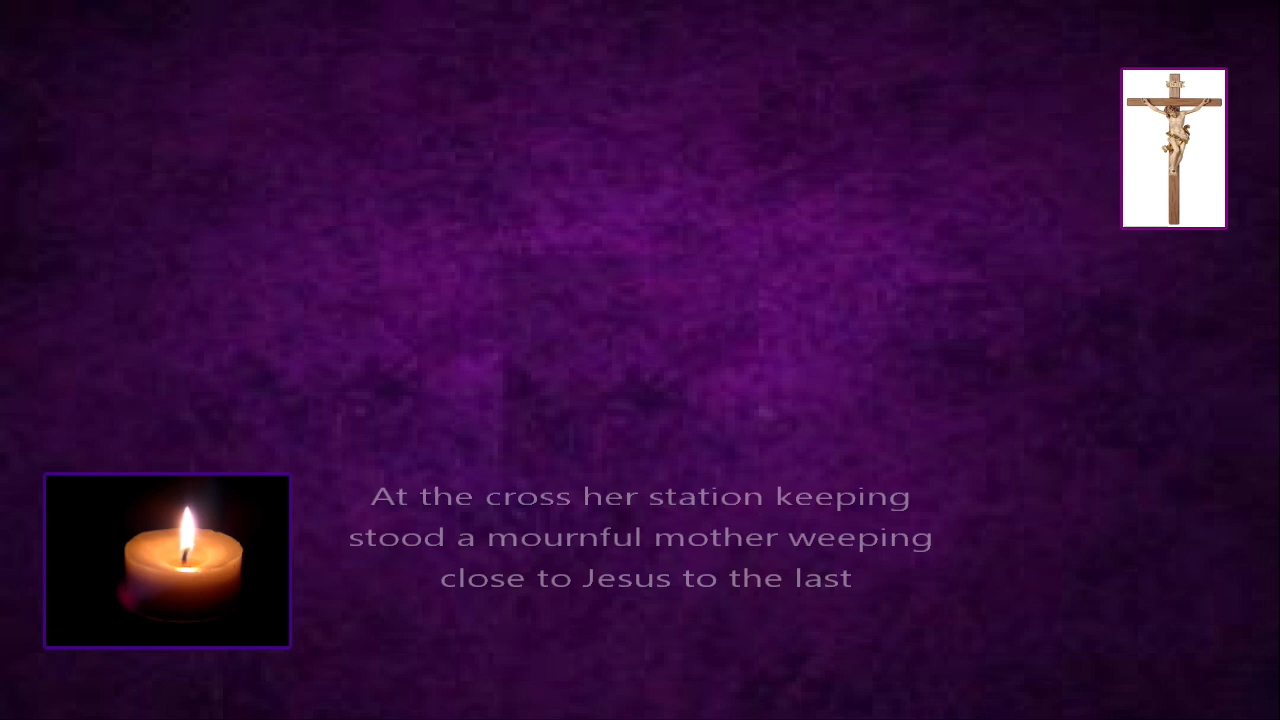 At the cross her station keeping
stood a mournful mother weeping
close to Jesus to the last